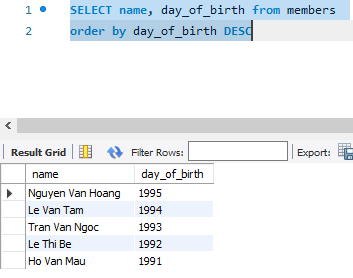 1 SELECT name, day_of_birth from members
2 order by day_of_birth DESC
Result Grid Filter Rows: Export:
name day_of_birth
Nguyen Van Hoang 1995
Le Van Tam 1994
Tran Van Ngoc 1993
Le Thi Be 1992
Ho Van Mau 1991